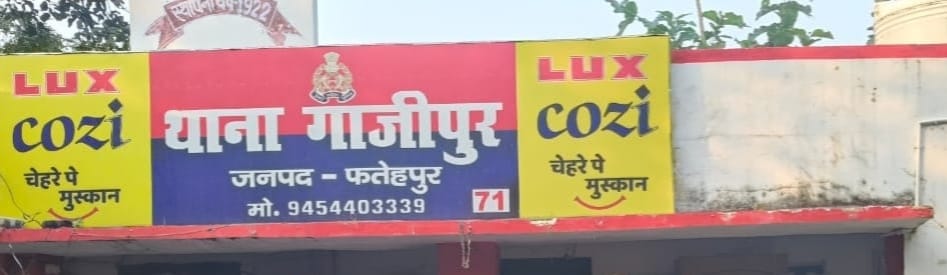 स्थापना वर्ष-1922
LUX
cozi
चेहरे पे
मुस्कान
थाना गाजीपुर
जनपद - फतेहपुर
मो. 9454403339
71
LUX
cozi
चेहरे पे
मुस्कान